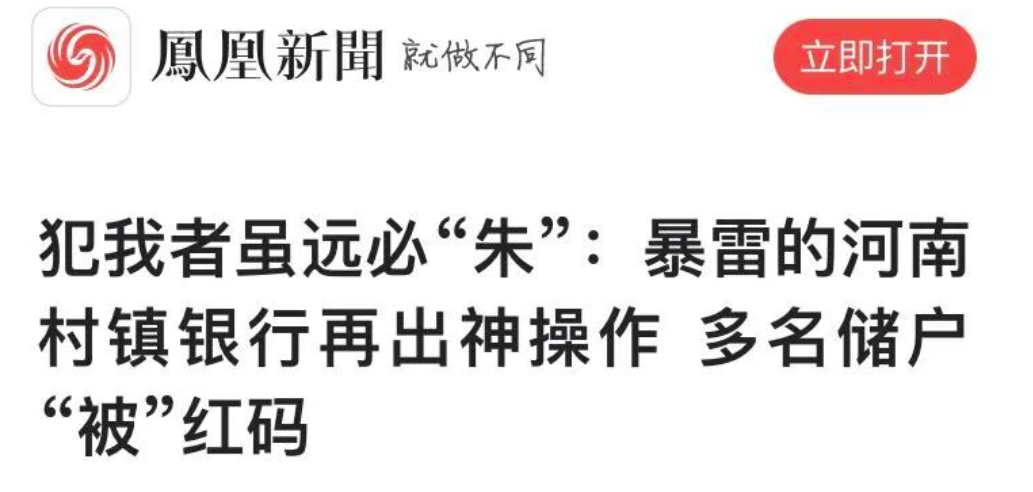 鳳凰新聞 就做不同
立即打开
犯我者虽远必“朱”：暴雷的河南
村镇银行再出神操作 多名储户
“被”红码